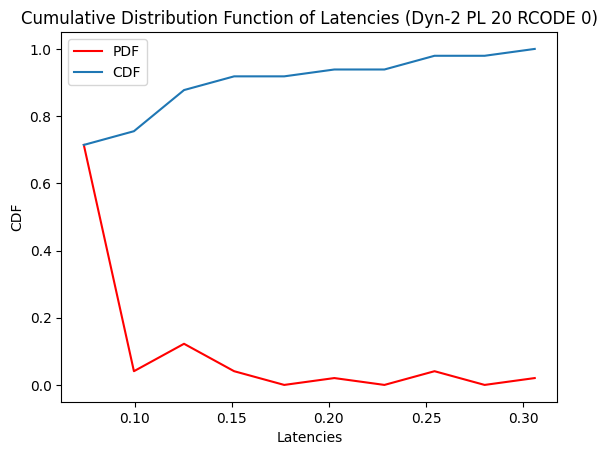 Cumulative Distribution Function of Latencies (Dyn-2 PL 20 RCODE 0)
PDF
CDF
1.0
0.8
0.6
0.4
0.2
0.0
CDF
0.10
0.15
0.20
0.25
0.30
Latencies